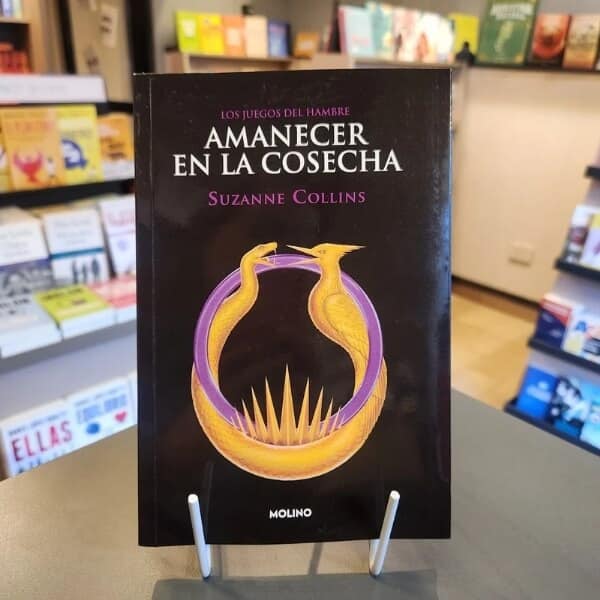 LOS JUEGOS DEL HAMBRE
AMANECER
EN LA COSECHA
SUZANNE COLLINS
MOLINO
ELLAS